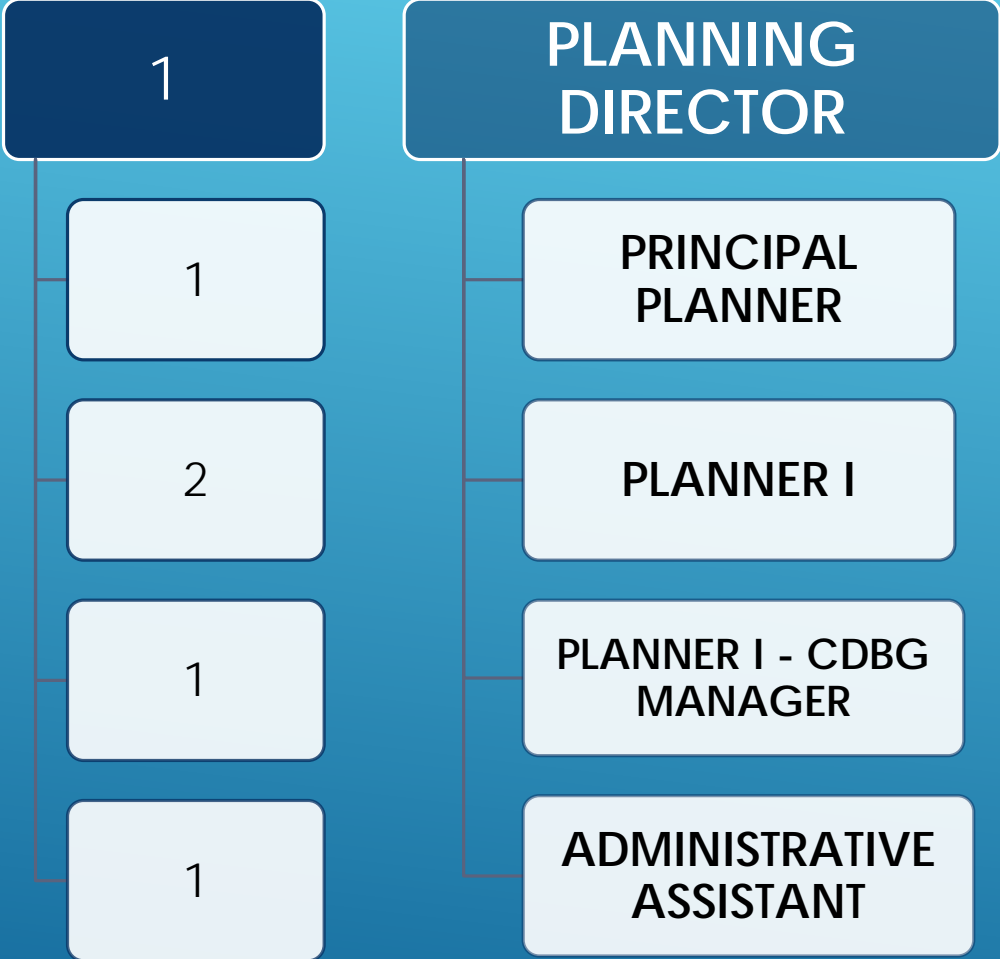 1
PLANNING
DIRECTOR
1
PRINCIPAL
PLANNER
2
PLANNER I
1
PLANNER I - CDBG
MANAGER
1
ADMINISTRATIVE
ASSISTANT